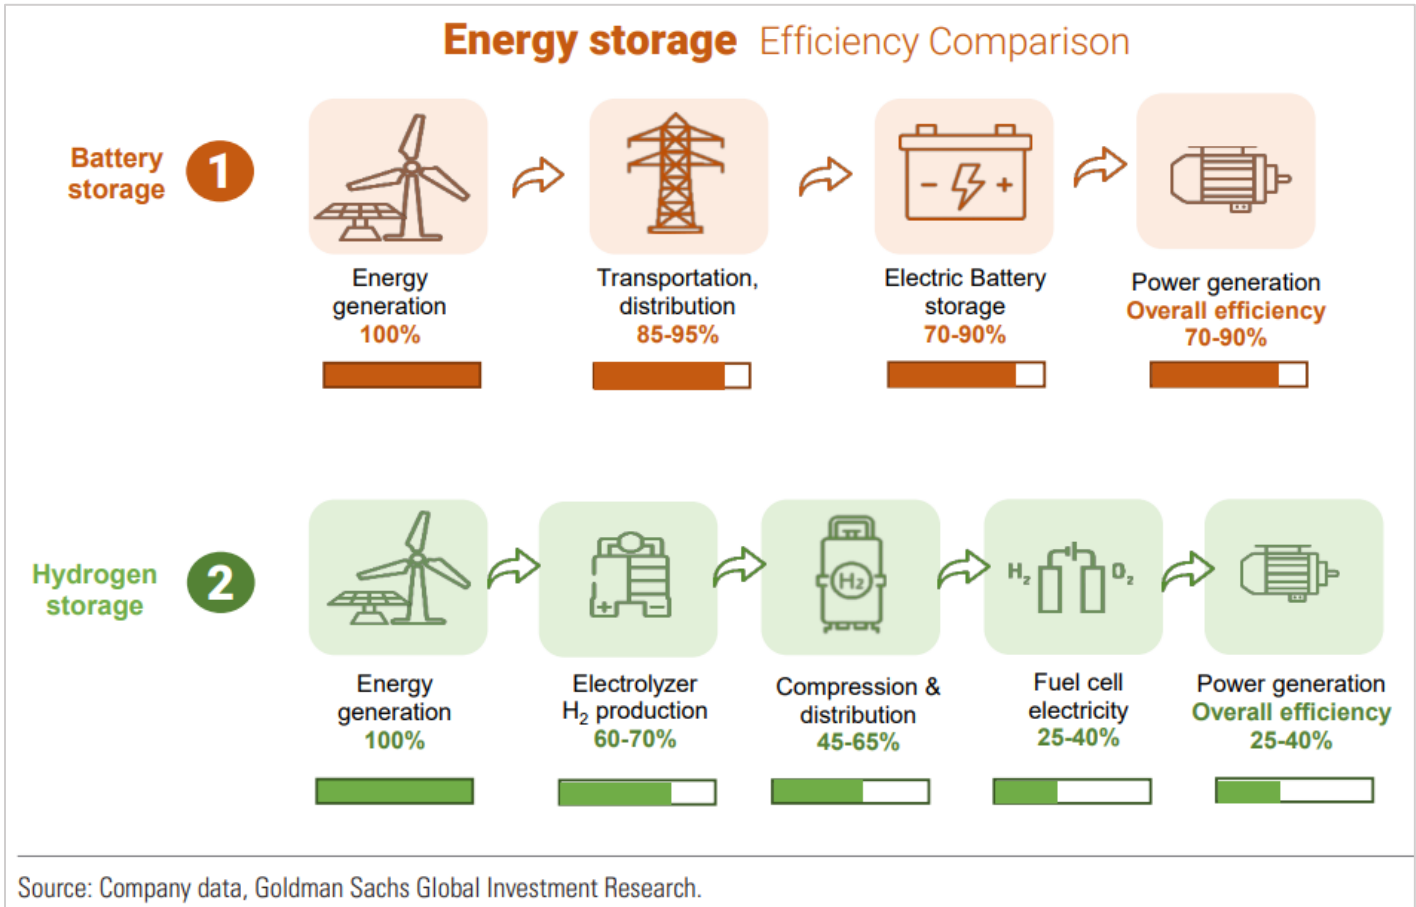 Energy storage Efficiency Comparison
Battery
storage
1
- +
Energy
generation
100%
Transportation,
distribution
85-95%
Electric Battery
storage
70-90%
Power generation
Overall efficiency
70-90%
Hydrogen
storage
2
+ -
H₂
H₂ O₂
Energy
generation
100%
Electrolyzer
H₂ production
60-70%
Compression &
distribution
45-65%
Fuel cell
electricity
25-40%
Power generation
Overall efficiency
25-40%
Source: Company data, Goldman Sachs Global Investment Research.